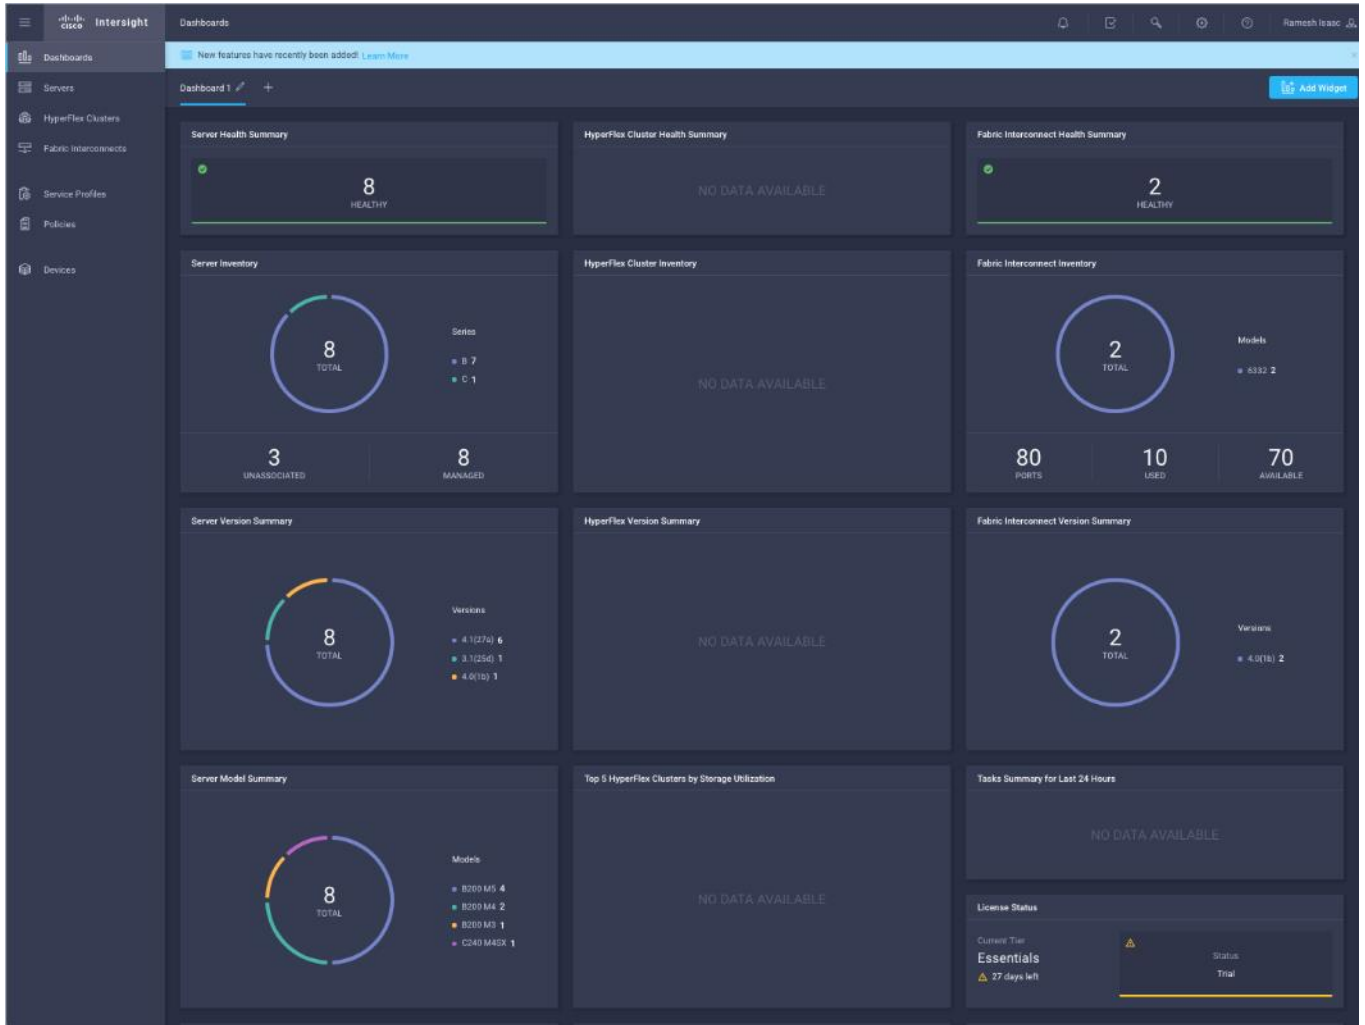 cisco Intersight
Dashboards
Ramesh Isaac
Dashboards
Servers
HyperFlex Clusters
Fabric Interconnects
Service Profiles
Policies
Devices
New features have recently been added! Learn More
Dashboard 1
Add Widget
Server Health Summary
8
HEALTHY
HyperFlex Cluster Health Summary
NO DATA AVAILABLE
Fabric Interconnect Health Summary
2
HEALTHY
Server Inventory
8
TOTAL
Series
B 7
C 1
3
UNASSOCIATED
8
MANAGED
HyperFlex Cluster Inventory
NO DATA AVAILABLE
Fabric Interconnect Inventory
2
TOTAL
Models
6332 2
80
PORTS
10
USED
70
AVAILABLE
Server Version Summary
8
TOTAL
Versions
4.1(27a) 6
3.1(25d) 1
4.0(1b) 1
HyperFlex Version Summary
NO DATA AVAILABLE
Fabric Interconnect Version Summary
2
TOTAL
Versions
4.0(1b) 2
Server Model Summary
8
TOTAL
Models
B200 M5 4
B200 M4 2
B200 M3 1
C240 M4SX 1
Top 5 HyperFlex Clusters by Storage Utilization
NO DATA AVAILABLE
Tasks Summary for Last 24 Hours
NO DATA AVAILABLE
License Status
Current Tier
Essentials
27 days left
Status
Trial